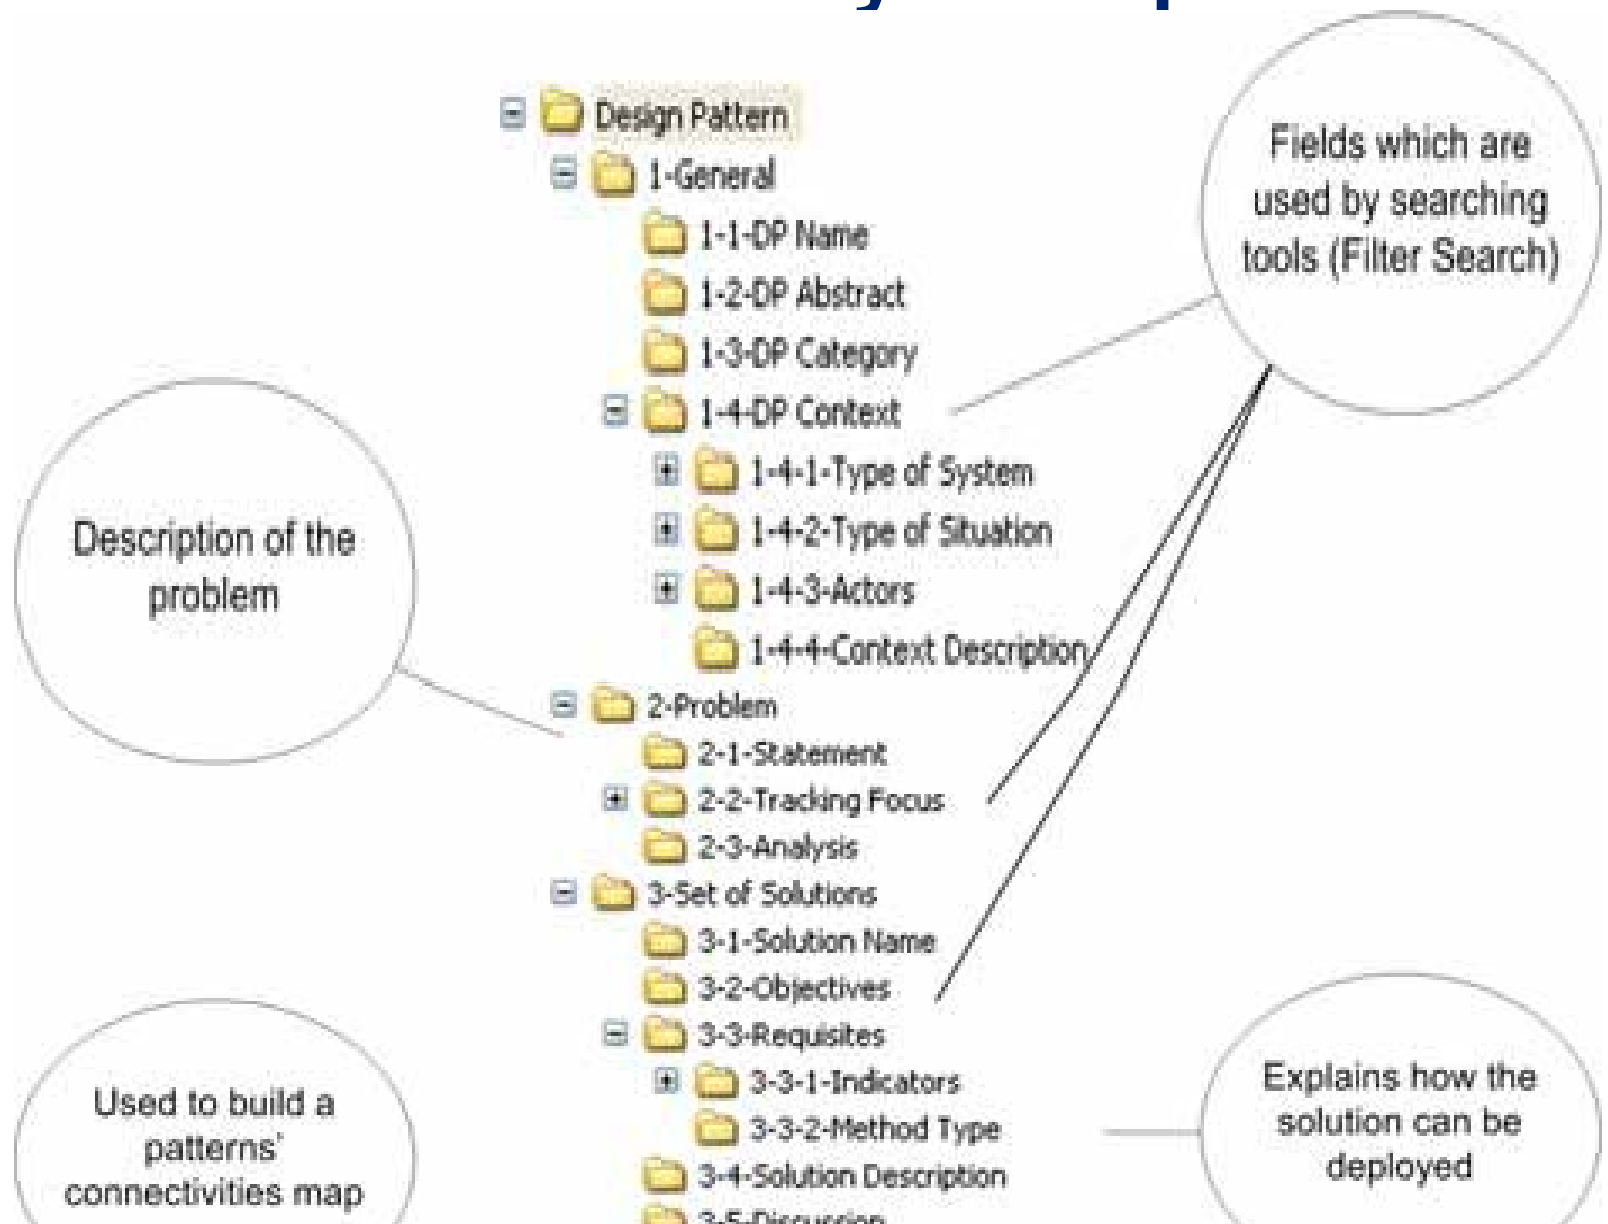 Design Pattern
1-General
1-1-DP Name
1-2-DP Abstract
1-3-DP Category
1-4-DP Context
1-4-1-Type of System
1-4-2-Type of Situation
1-4-3-Actors
1-4-4-Context Description
2-Problem
2-1-Statement
2-2-Tracking Focus
2-3-Analysis
3-Set of Solutions
3-1-Solution Name
3-2-Objectives
3-3-Requisites
3-3-1-Indicators
3-3-2-Method Type
3-4-Solution Description
3-5-Discussion
Fields which are
used by searching
tools (Filter Search)
Description of the
problem
Used to build a
patterns'
connectivities map
Explains how the
solution can be
deployed